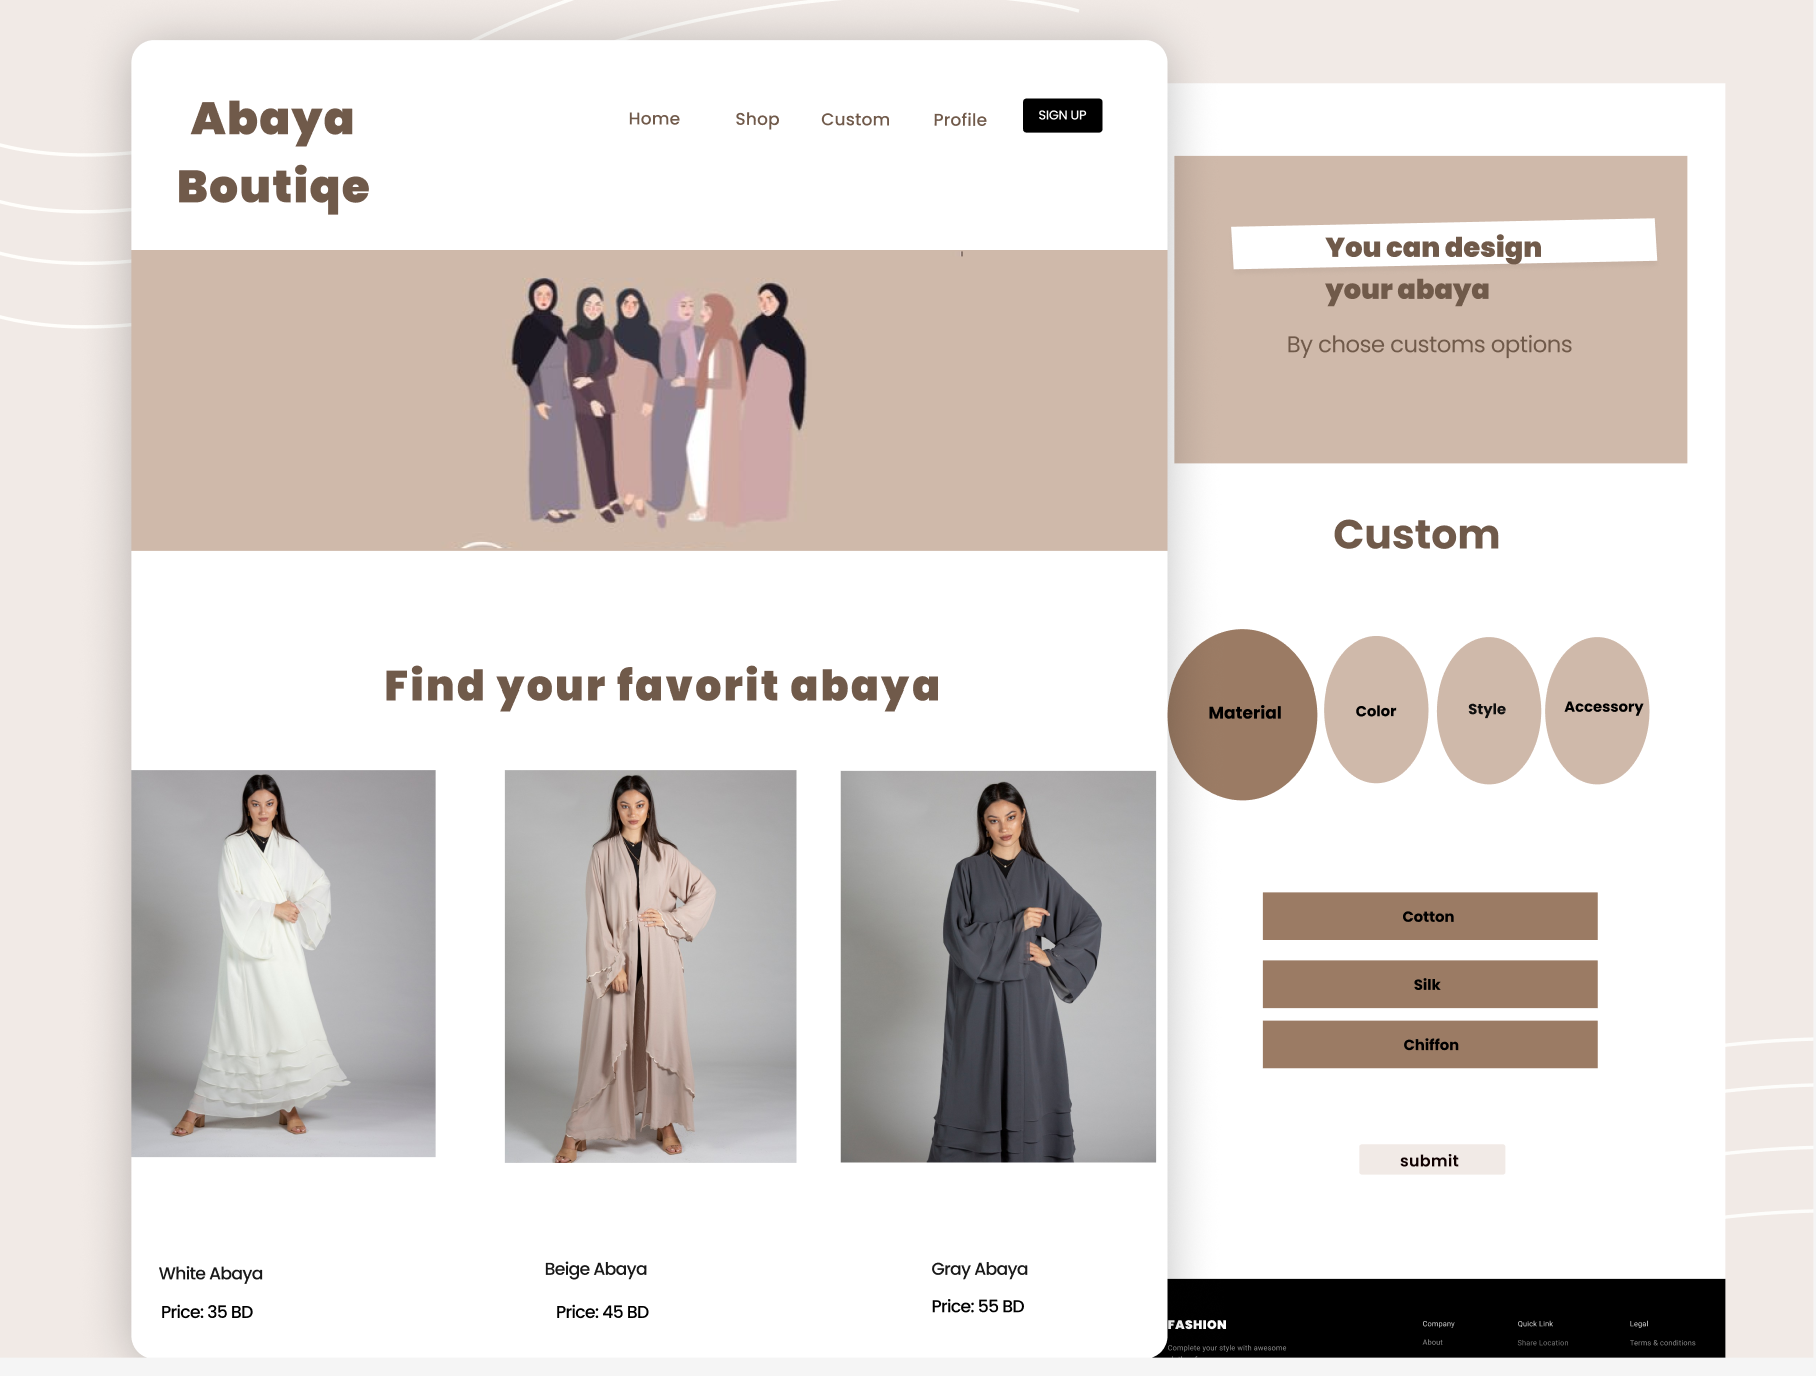 Abaya
Boutiqe
Home
Shop
Custom
Profile
SIGN UP
Find your favorit abaya
White Abaya
Price: 35 BD
Beige Abaya
Price: 45 BD
Gray Abaya
Price: 55 BD
You can design
your abaya
By chose customs options
Custom
Material
Color
Style
Accessory
Cotton
Silk
Chiffon
submit
FASHION
Complete your style with awesome
Company
About
Quick Link
Share Location
Legal
Terms & conditions